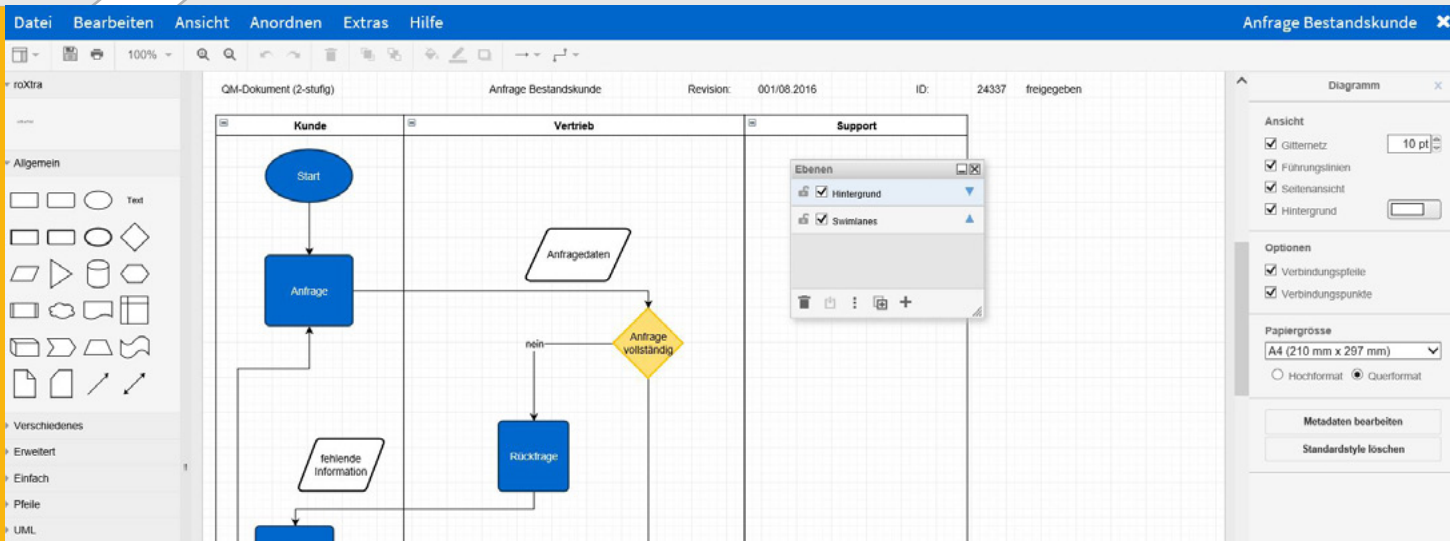 Datei Bearbeiten Ansicht Anordnen Extras Hilfe Anfrage Bestandskunde
100%
roXtra
Allgemein
Text
Verschiedenes
Erweitert
Einfach
Pfeile
UML
QM-Dokument (2-stufig) Anfrage Bestandskunde Revision: 001/08.2016 ID: 24337 freigegeben
Kunde Vertrieb Support
Start
Anfragedaten
Anfrage
Anfrage
vollständig
nein
Rückfrage
fehlende
Information
Ebenen
Hintergrund
Swimlanes
Diagramm
Ansicht
Gitternetz 10 pt
Führungslinien
Seitenansicht
Hintergrund
Optionen
Verbindungspfeile
Verbindungspunkte
Papiergrösse
A4 (210 mm x 297 mm)
Hochformat Querformat
Metadaten bearbeiten
Standardstyle löschen